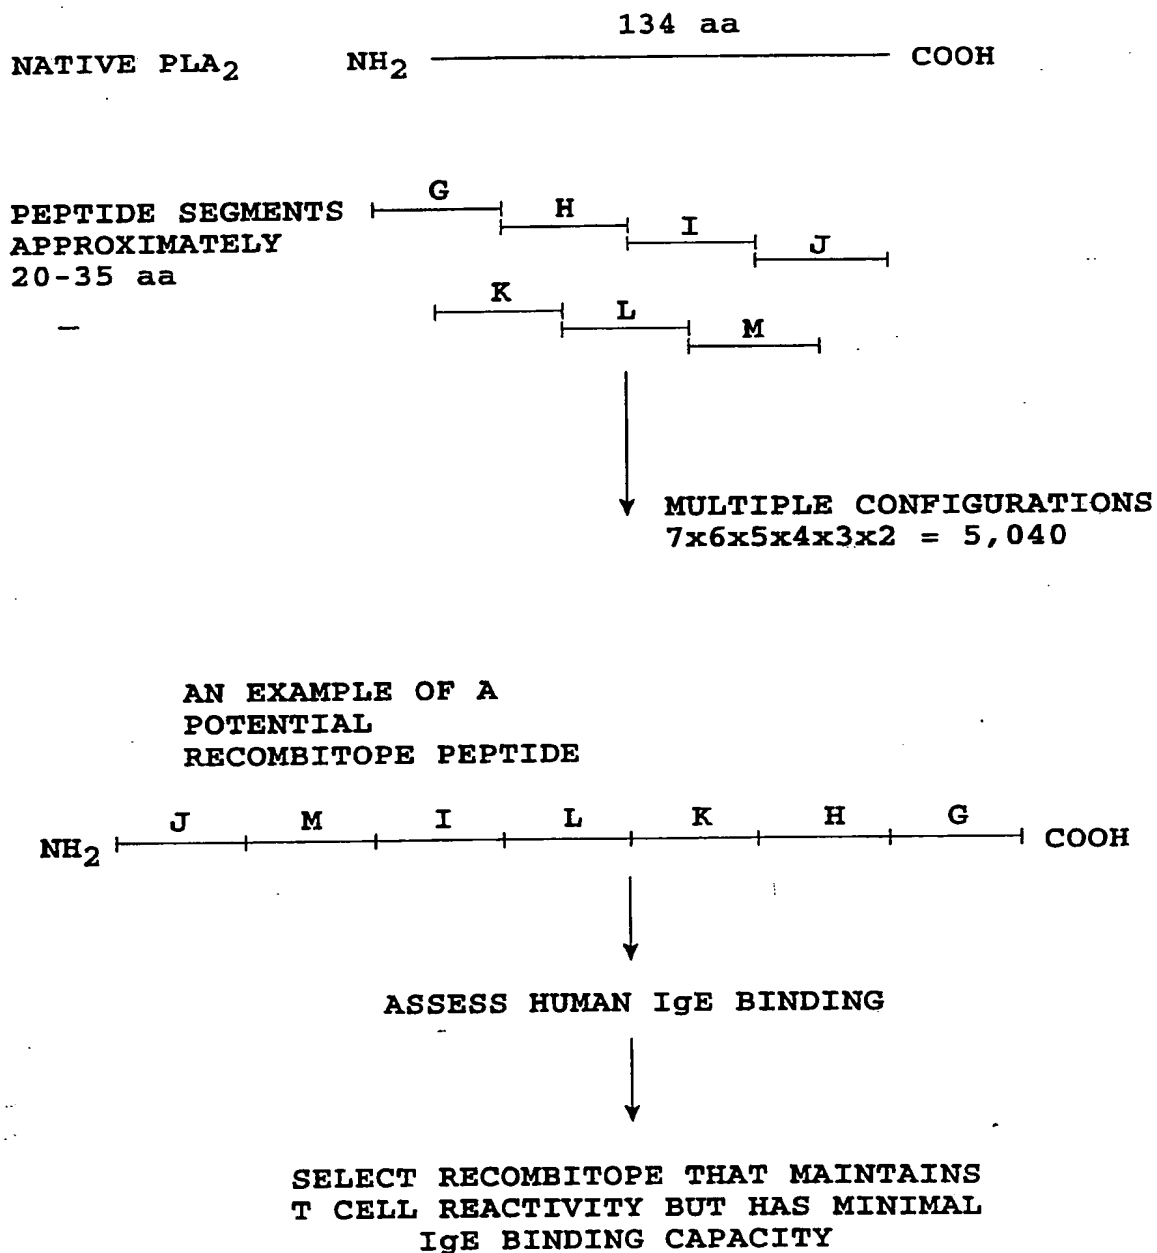 134 aa
NATIVE PLA2 NH2 COOH
G
H
I
J
PEPTIDE SEGMENTS
APPROXIMATELY
20-35 aa
K
L
M
MULTIPLE CONFIGURATIONS
7x6x5x4x3x2 = 5,040
AN EXAMPLE OF A
POTENTIAL
RECOMBITOPE PEPTIDE
J M I L K H G
NH2 COOH
ASSESS HUMAN IgE BINDING
SELECT RECOMBITOPE THAT MAINTAINS
T CELL REACTIVITY BUT HAS MINIMAL
IgE BINDING CAPACITY